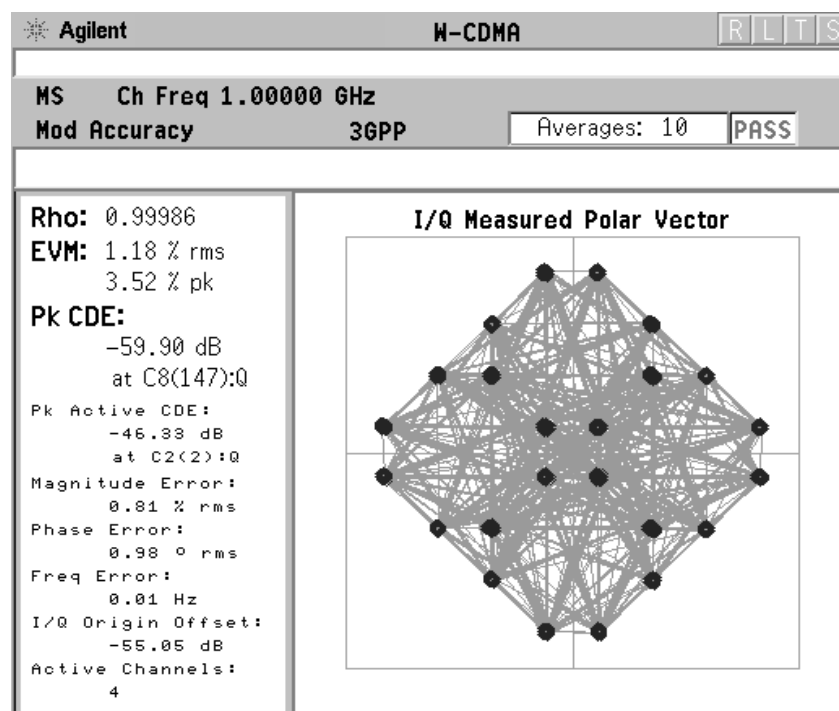 Agilent W-CDMA R L T S
MS Ch Freq 1.00000 GHz
Mod Accuracy 3GPP Averages: 10 PASS
Rho: 0.99986
EVM: 1.18 % rms
3.52 % pk
Pk CDE:
-59.90 dB
at C8(147):Q
Pk Active CDE:
-46.33 dB
at C2(2):Q
Magnitude Error:
0.81 % rms
Phase Error:
0.98 º rms
Freq Error:
0.01 Hz
I/Q Origin Offset:
-55.05 dB
Active Channels:
4
I/Q Measured Polar Vector